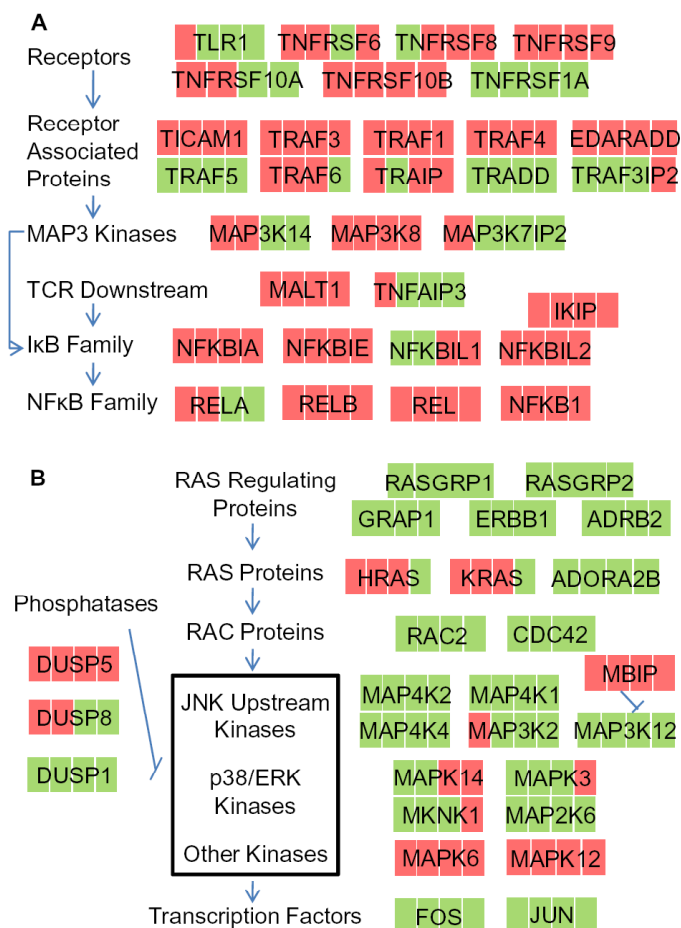 A
Receptors
TLR1 TNFRSF6 TNFRSF8 TNFRSF9
TNFRSF10A TNFRSF10B TNFRSF1A
Receptor
Associated
Proteins
TICAM1 TRAF3 TRAF1 TRAF4 EDARADD
TRAF5 TRAF6 TRAIP TRADD TRAF3IP2
MAP3 Kinases
MAP3K14 MAP3K8 MAP3K7IP2
TCR Downstream
MALT1 TNFAIP3
IKIP
IκB Family
NFKBIA NFKBIE NFKBIL1 NFKBIL2
NFκB Family
RELA RELB REL NFKB1
B
RAS Regulating
Proteins
RASGRP1 RASGRP2
GRAP1 ERBB1 ADRB2
RAS Proteins
HRAS KRAS ADORA2B
Phosphatases
RAC Proteins
RAC2 CDC42
DUSP5
DUSP8
DUSP1
JNK Upstream
Kinases
MBIP
MAP4K2 MAP4K1
MAP4K4 MAP3K2 MAP3K12
p38/ERK
Kinases
MAPK14 MAPK3
MKNK1 MAP2K6
Other Kinases
MAPK6 MAPK12
Transcription Factors
FOS JUN